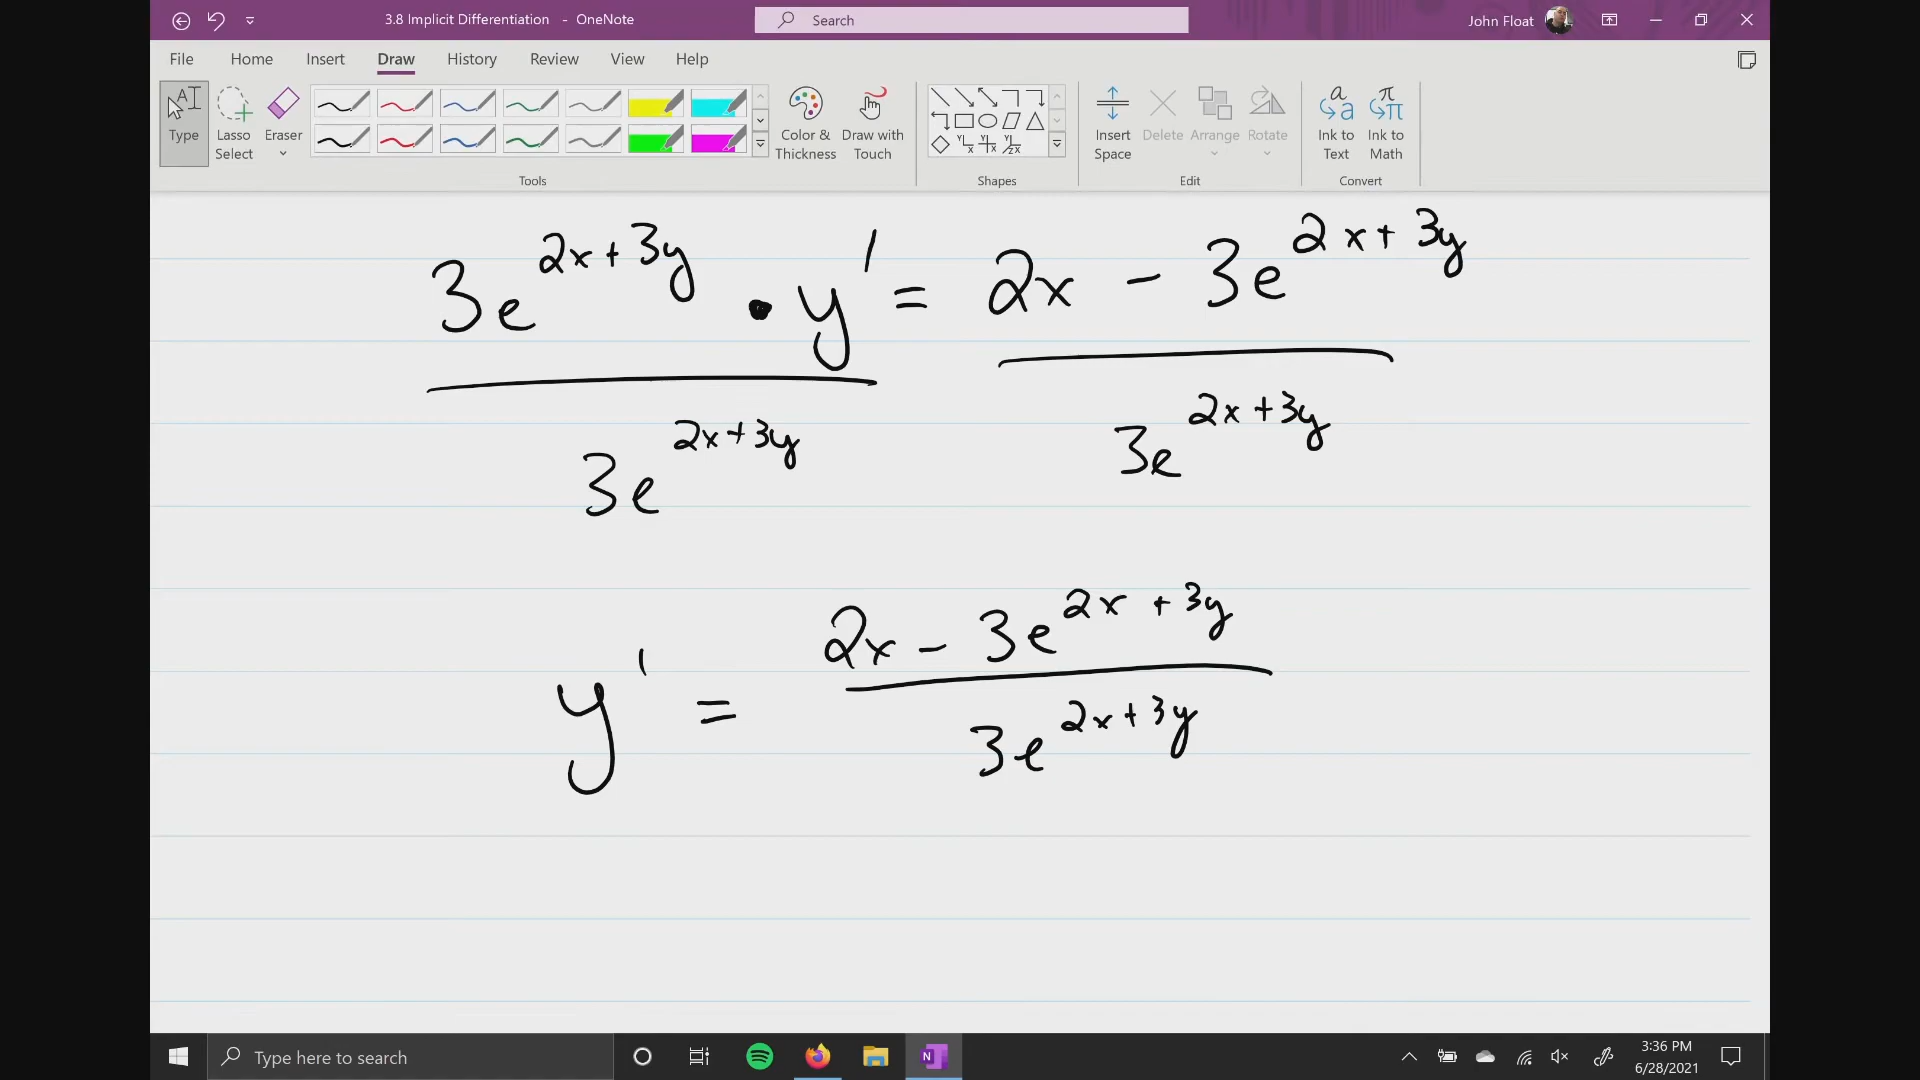 3.8 Implicit Differentiation - OneNote
Search
John Float
File Home Insert Draw History Review View Help
Type
Lasso Select
Eraser
Color & Thickness
Draw with Touch
Insert Space
Delete
Arrange
Rotate
Ink to Text
Ink to Math
Tools Shapes Edit Convert
3e^{2x+3y} • y' = 2x - 3e^{2x+3y}
3e^{2x+3y} 3e^{2x+3y}
2x - 3e^{2x+3y}
y' =
3e^{2x+3y}
Type here to search
3:36 PM
6/28/2021